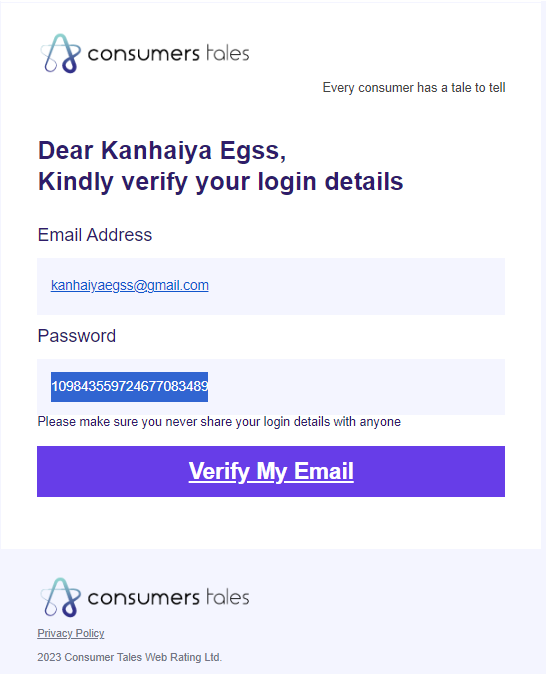 consumers tales
Every consumer has a tale to tell
Dear Kanhaiya Egss,
Kindly verify your login details
Email Address
kanhaiyaegss@gmail.com
Password
109843559724677083489
Please make sure you never share your login details with anyone
Verify My Email
consumers tales
Privacy Policy
2023 Consumer Tales Web Rating Ltd.